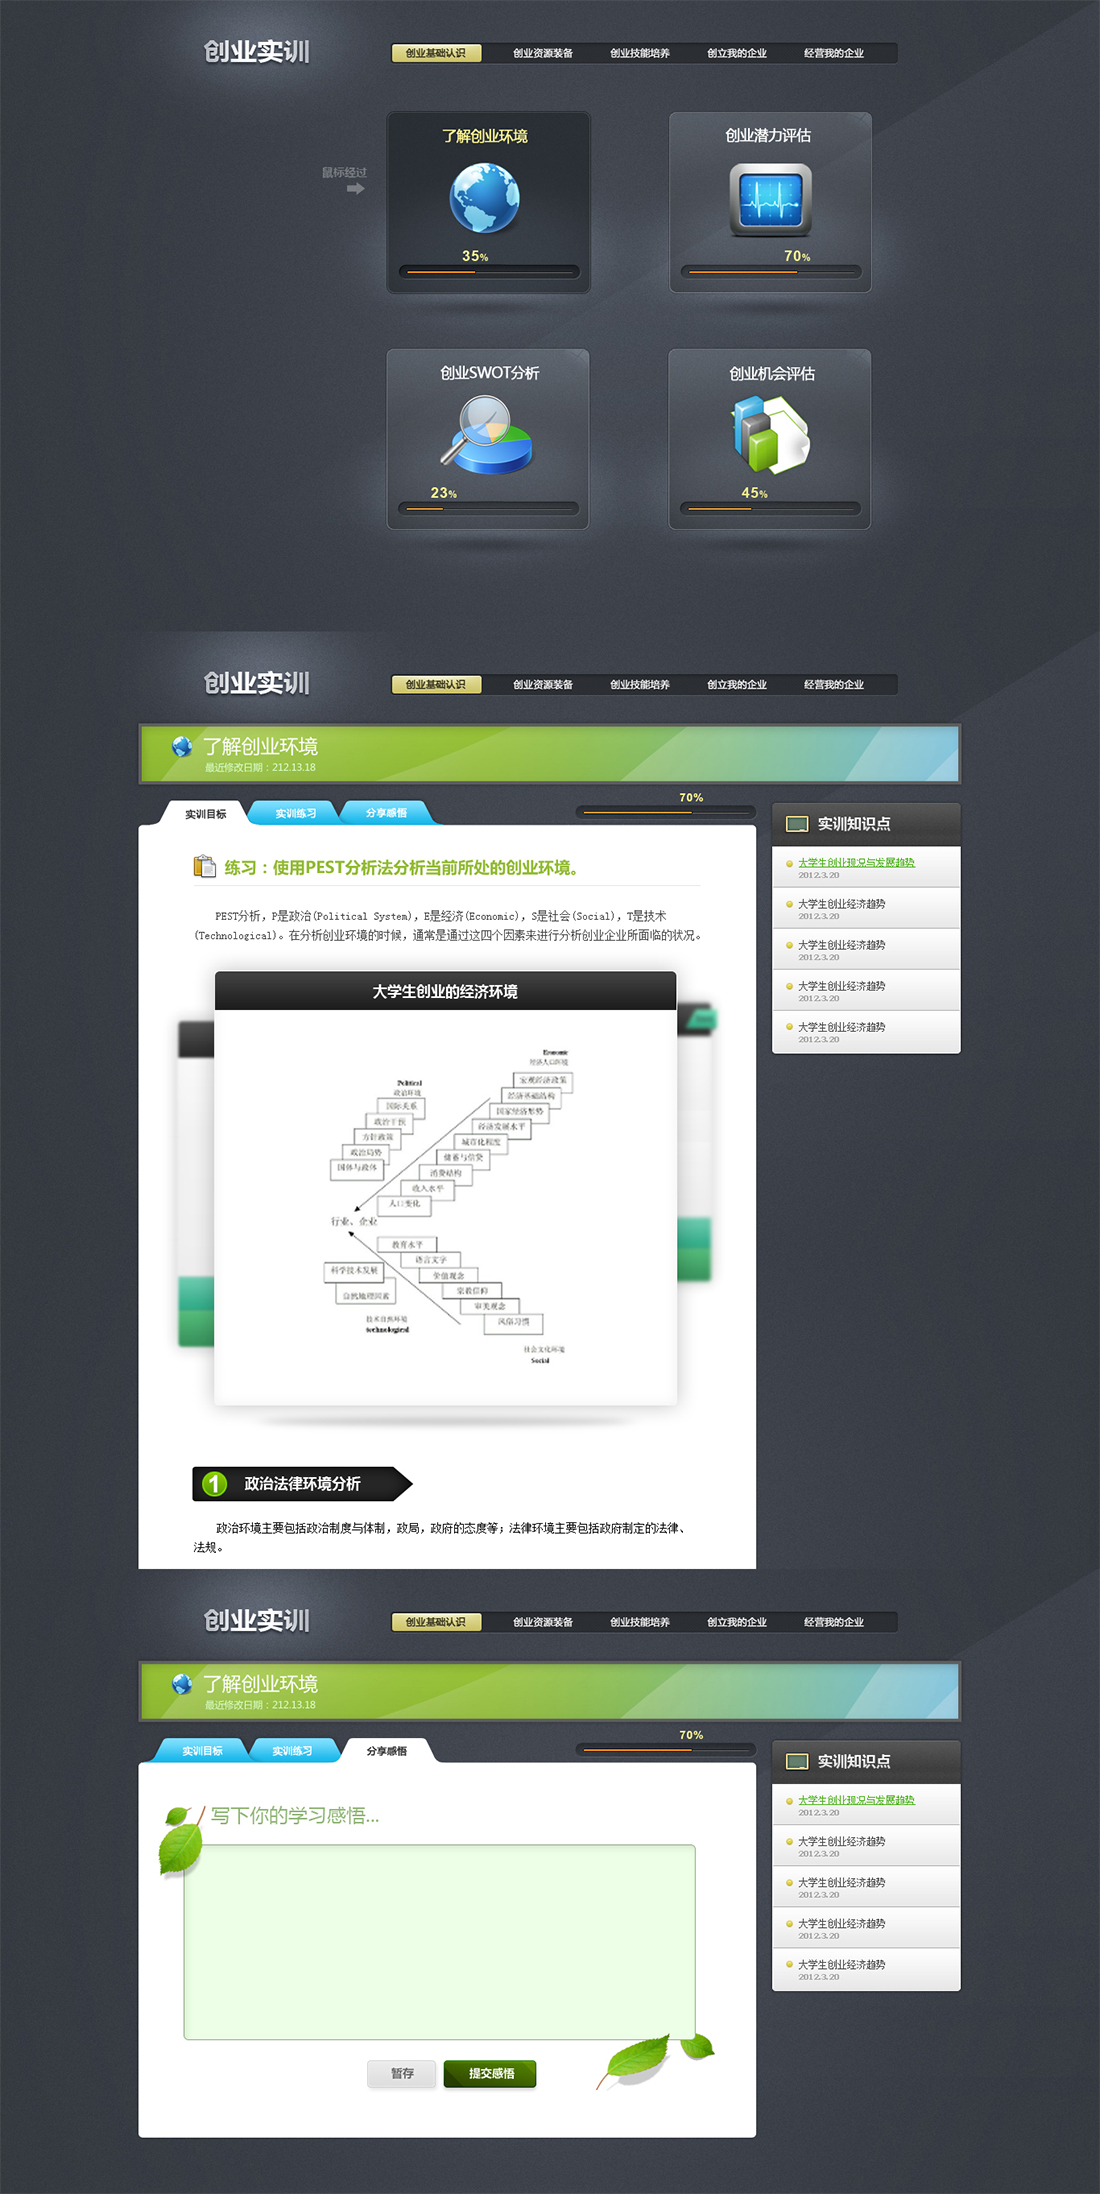 创业实训
创业基础认识 创业资源装备 创业技能培养 创立我的企业 经营我的企业
鼠标经过
了解创业环境
35%
创业潜力评估
70%
创业SWOT分析
23%
创业机会评估
45%
创业实训
创业基础认识 创业资源装备 创业技能培养 创立我的企业 经营我的企业
了解创业环境
最近修改日期：212.13.18
实训目标 实训练习 分享感悟
70%
练习：使用PEST分析法分析当前所处的创业环境。
PEST分析，P是政治(Political System)，E是经济(Economic)，S是社会(Social)，T是技术
(Technological)。在分析创业环境的时候，通常是通过这四个因素来进行分析创业企业所面临的状况。
大学生创业的经济环境
Economic
经济人口环境
宏观经济政策
经济基础结构
国家经济形势
经济发展水平
城市化程度
储蓄与信贷
消费结构
收入水平
人口变化
Political
政治环境
国际关系
政治干预
方针政策
政治局势
国体与政体
行业、企业
教育水平
语言文字
价值观念
宗教信仰
审美观念
风俗习惯
社会文化环境
Social
科学技术发展
自然地理因素
技术自然环境
technological
1 政治法律环境分析
政治环境主要包括政治制度与体制，政局，政府的态度等；法律环境主要包括政府制定的法律、
法规。
实训知识点
大学生创业现况与发展趋势
2012.3.20
大学生创业经济趋势
2012.3.20
大学生创业经济趋势
2012.3.20
大学生创业经济趋势
2012.3.20
大学生创业经济趋势
2012.3.20
创业实训
创业基础认识 创业资源装备 创业技能培养 创立我的企业 经营我的企业
了解创业环境
最近修改日期：212.13.18
实训目标 实训练习 分享感悟
70%
写下你的学习感悟...
暂存 提交感悟
实训知识点
大学生创业现况与发展趋势
2012.3.20
大学生创业经济趋势
2012.3.20
大学生创业经济趋势
2012.3.20
大学生创业经济趋势
2012.3.20
大学生创业经济趋势
2012.3.20